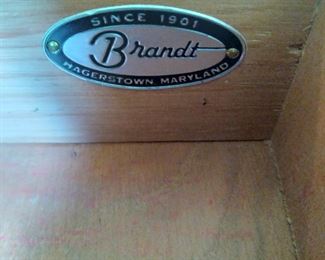 SINCE 1901
Brandt
HAGERSTOWN MARYLAND